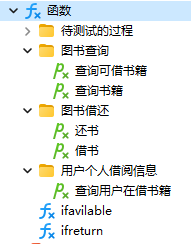 函数
待测试的过程
图书查询
查询可借书籍
查询书籍
图书借还
还书
借书
用户个人借阅信息
查询用户在借书籍
ifavilable
ifreturn